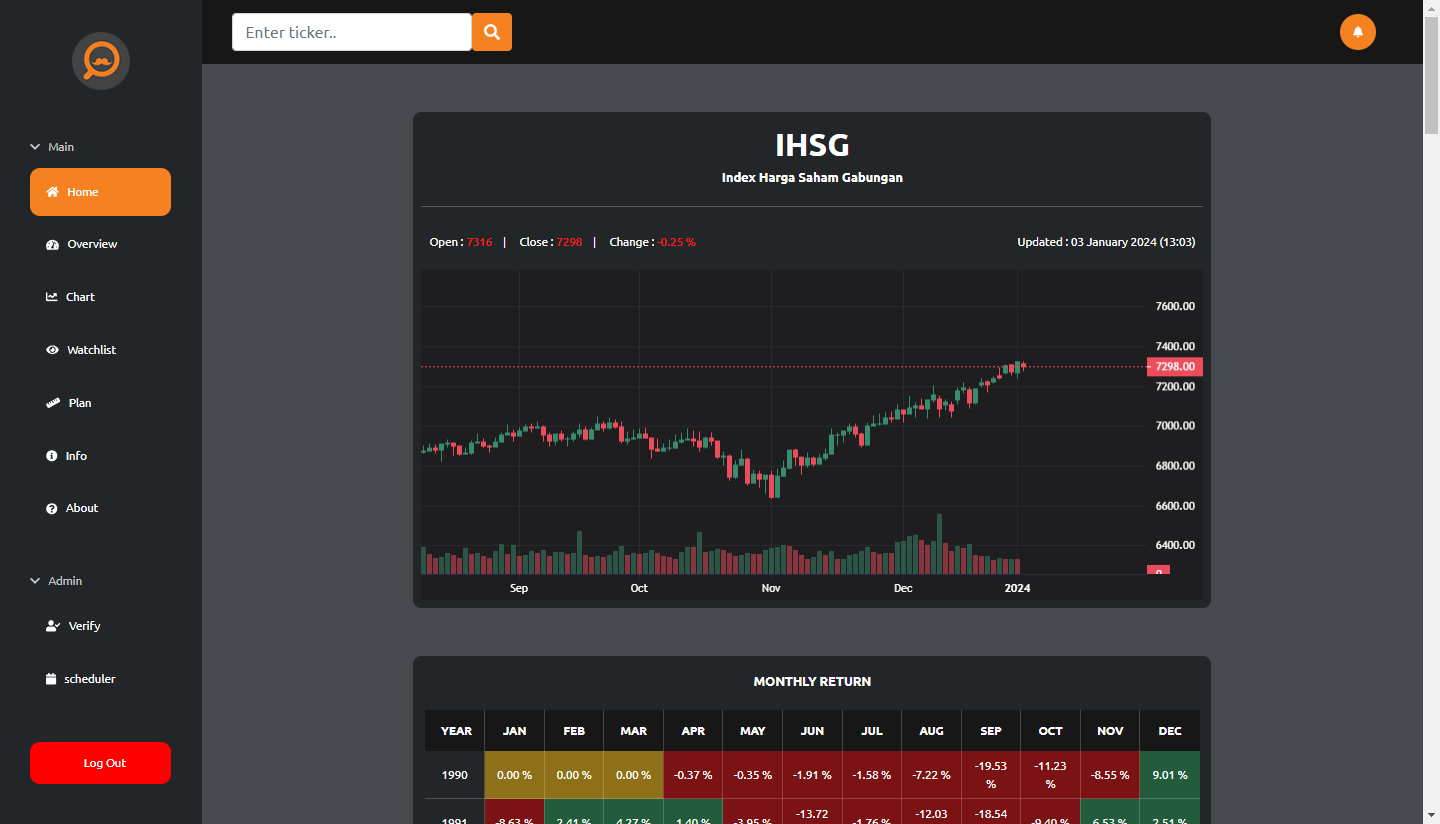 Enter ticker..
Main
Home
Overview
Chart
Watchlist
Plan
Info
About
Admin
Verify
scheduler
Log Out
IHSG
Index Harga Saham Gabungan
Open : 7316 | Close : 7298 | Change : -0.25 % Updated : 03 January 2024 (13:03)
7600.00
7400.00
7298.00
7200.00
7000.00
6800.00
6600.00
6400.00
0
Sep Oct Nov Dec 2024
MONTHLY RETURN
YEAR JAN FEB MAR APR MAY JUN JUL AUG SEP OCT NOV DEC
1990 0.00 % 0.00 % 0.00 % -0.37 % -0.35 % -1.91 % -1.58 % -7.22 % -19.53 % -11.23 % -8.55 % 9.01 %
1991 -8.63 % 2.41 % 4.27 % 1.40 % -3.95 % -13.72 -1.76 % -12.03 -18.54 -9.40 % 6.53 % 2.51 %